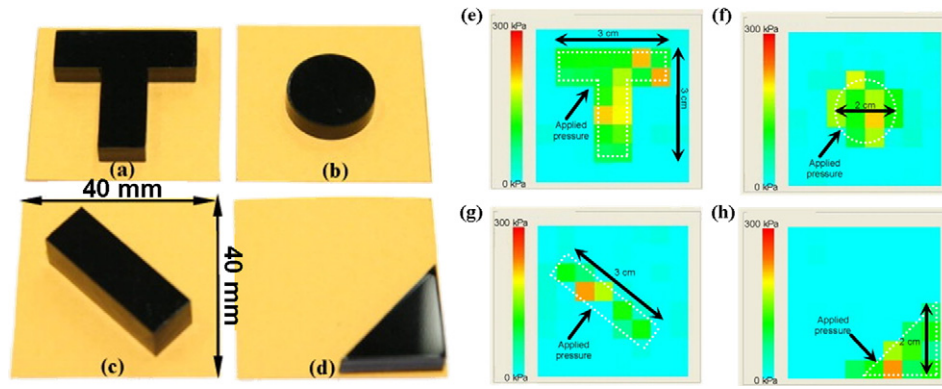 (a)
(b)
40 mm
40 mm
(c)
(d)
(e)
300 kPa
0 kPa
3 cm
3 cm
Applied
pressure
(f)
300 kPa
0 kPa
2 cm
Applied
pressure
(g)
300 kPa
0 kPa
3 cm
Applied
pressure
(h)
300 kPa
0 kPa
2 cm
Applied
pressure